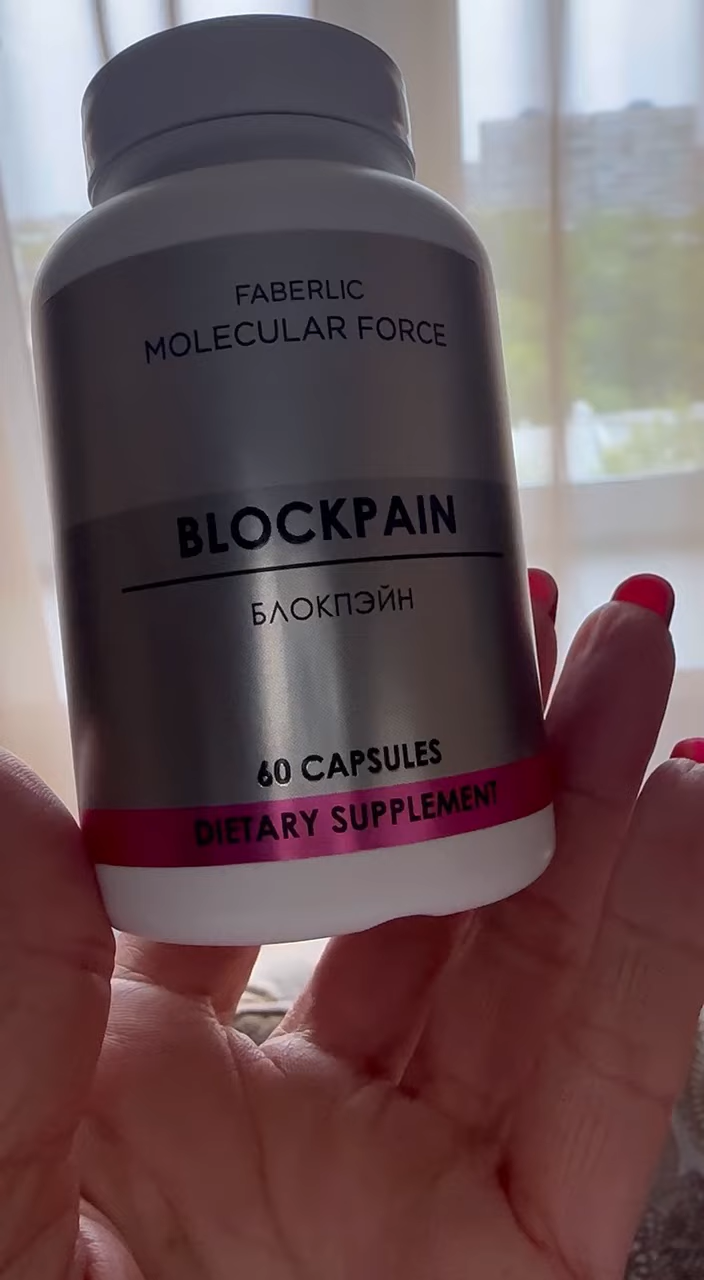 FABERLIC
MOLECULAR FORCE
BLOCKPAIN
БЛОКПЭЙН
60 CAPSULES
DIETARY SUPPLEMENT